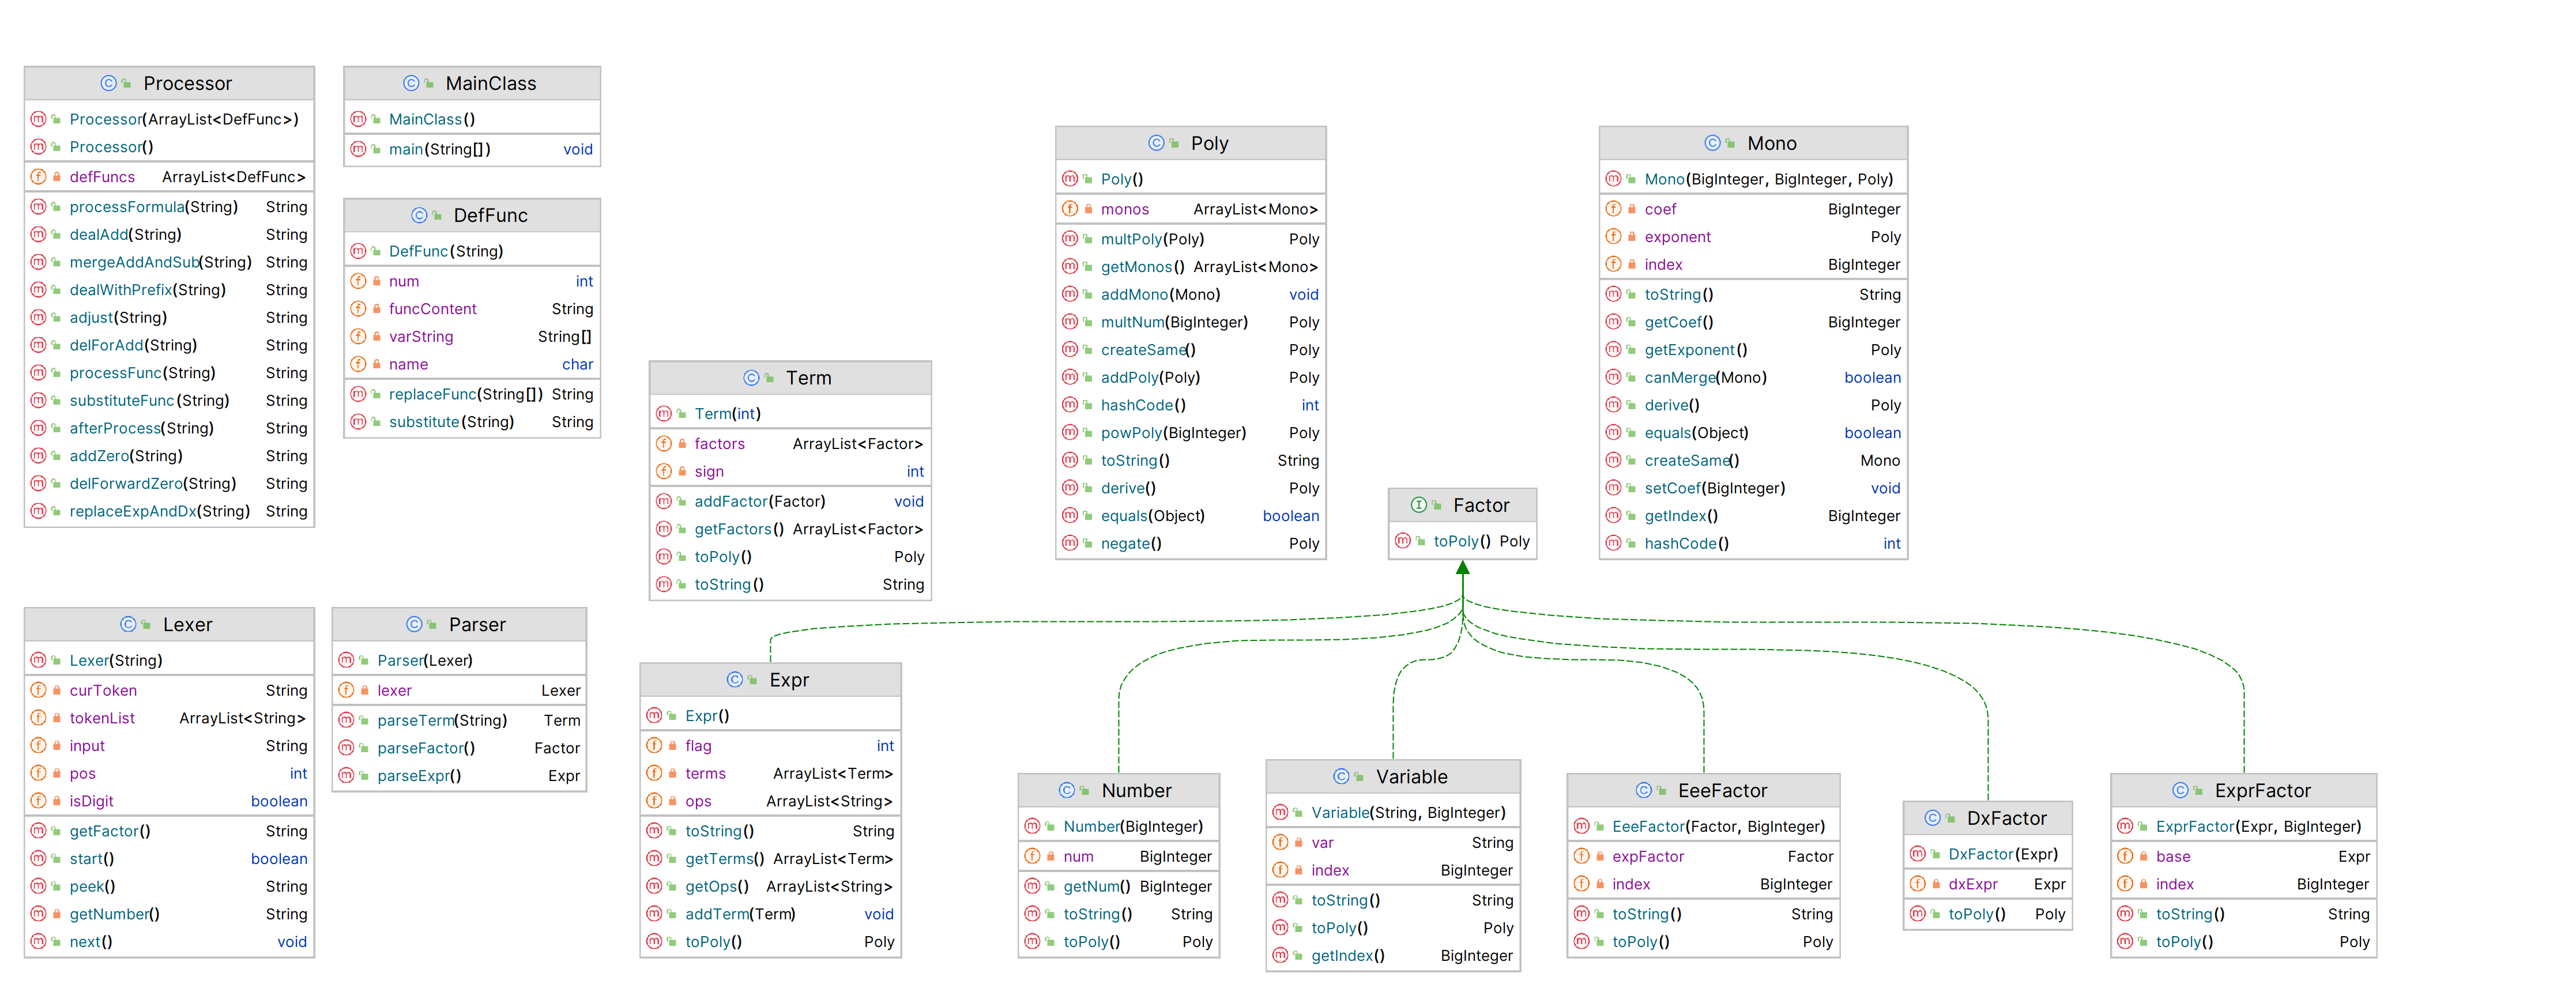 Processor
Processor(ArrayList<DefFunc>)
Processor()
defFuncs ArrayList<DefFunc>
processFormula(String) String
dealAdd(String) String
mergeAddAndSub(String) String
dealWithPrefix(String) String
adjust(String) String
delForAdd(String) String
processFunc(String) String
substituteFunc(String) String
afterProcess(String) String
addZero(String) String
delForwardZero(String) String
replaceExpAndDx(String) String
MainClass
MainClass()
main(String[]) void
DefFunc
DefFunc(String)
num int
funcContent String
varString String[]
name char
replaceFunc(String[]) String
substitute(String) String
Term
Term(int)
factors ArrayList<Factor>
sign int
addFactor(Factor) void
getFactors() ArrayList<Factor>
toPoly() Poly
toString() String
Poly
Poly()
monos ArrayList<Mono>
multPoly(Poly) Poly
getMonos() ArrayList<Mono>
addMono(Mono) void
multNum(BigInteger) Poly
createSame() Poly
addPoly(Poly) Poly
hashCode() int
powPoly(BigInteger) Poly
toString() String
derive() Poly
equals(Object) boolean
negate() Poly
Factor
toPoly() Poly
Mono
Mono(BigInteger, BigInteger, Poly)
coef BigInteger
exponent Poly
index BigInteger
toString() String
getCoef() BigInteger
getExponent() Poly
canMerge(Mono) boolean
derive() Poly
equals(Object) boolean
createSame() Mono
setCoef(BigInteger) void
getIndex() BigInteger
hashCode() int
Lexer
Lexer(String)
curToken String
tokenList ArrayList<String>
input String
pos int
isDigit boolean
getFactor() String
start() boolean
peek() String
getNumber() String
next() void
Parser
Parser(Lexer)
lexer Lexer
parseTerm(String) Term
parseFactor() Factor
parseExpr() Expr
Expr
Expr()
flag int
terms ArrayList<Term>
ops ArrayList<String>
toString() String
getTerms() ArrayList<Term>
getOps() ArrayList<String>
addTerm(Term) void
toPoly() Poly
Number
Number(BigInteger)
num BigInteger
getNum() BigInteger
toString() String
toPoly() Poly
Variable
Variable(String, BigInteger)
var String
index BigInteger
toString() String
toPoly() Poly
getIndex() BigInteger
EeeFactor
EeeFactor(Factor, BigInteger)
expFactor Factor
index BigInteger
toString() String
toPoly() Poly
DxFactor
DxFactor(Expr)
dxExpr Expr
toPoly() Poly
ExprFactor
ExprFactor(Expr, BigInteger)
base Expr
index BigInteger
toString() String
toPoly() Poly